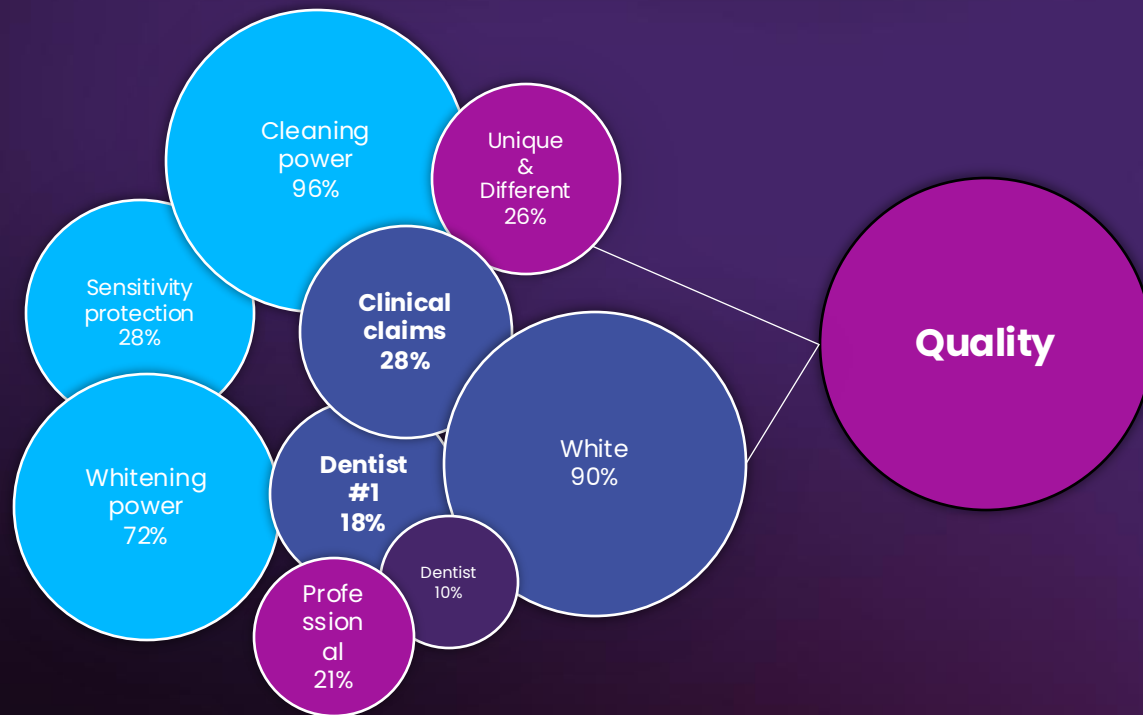 Cleaning
power
96%
Unique
&
Different
26%
Sensitivity
protection
28%
Clinical
claims
28%
Quality
White
90%
Whitening
power
72%
Dentist
#1
18%
Dentist
10%
Profe
ssion
al
21%